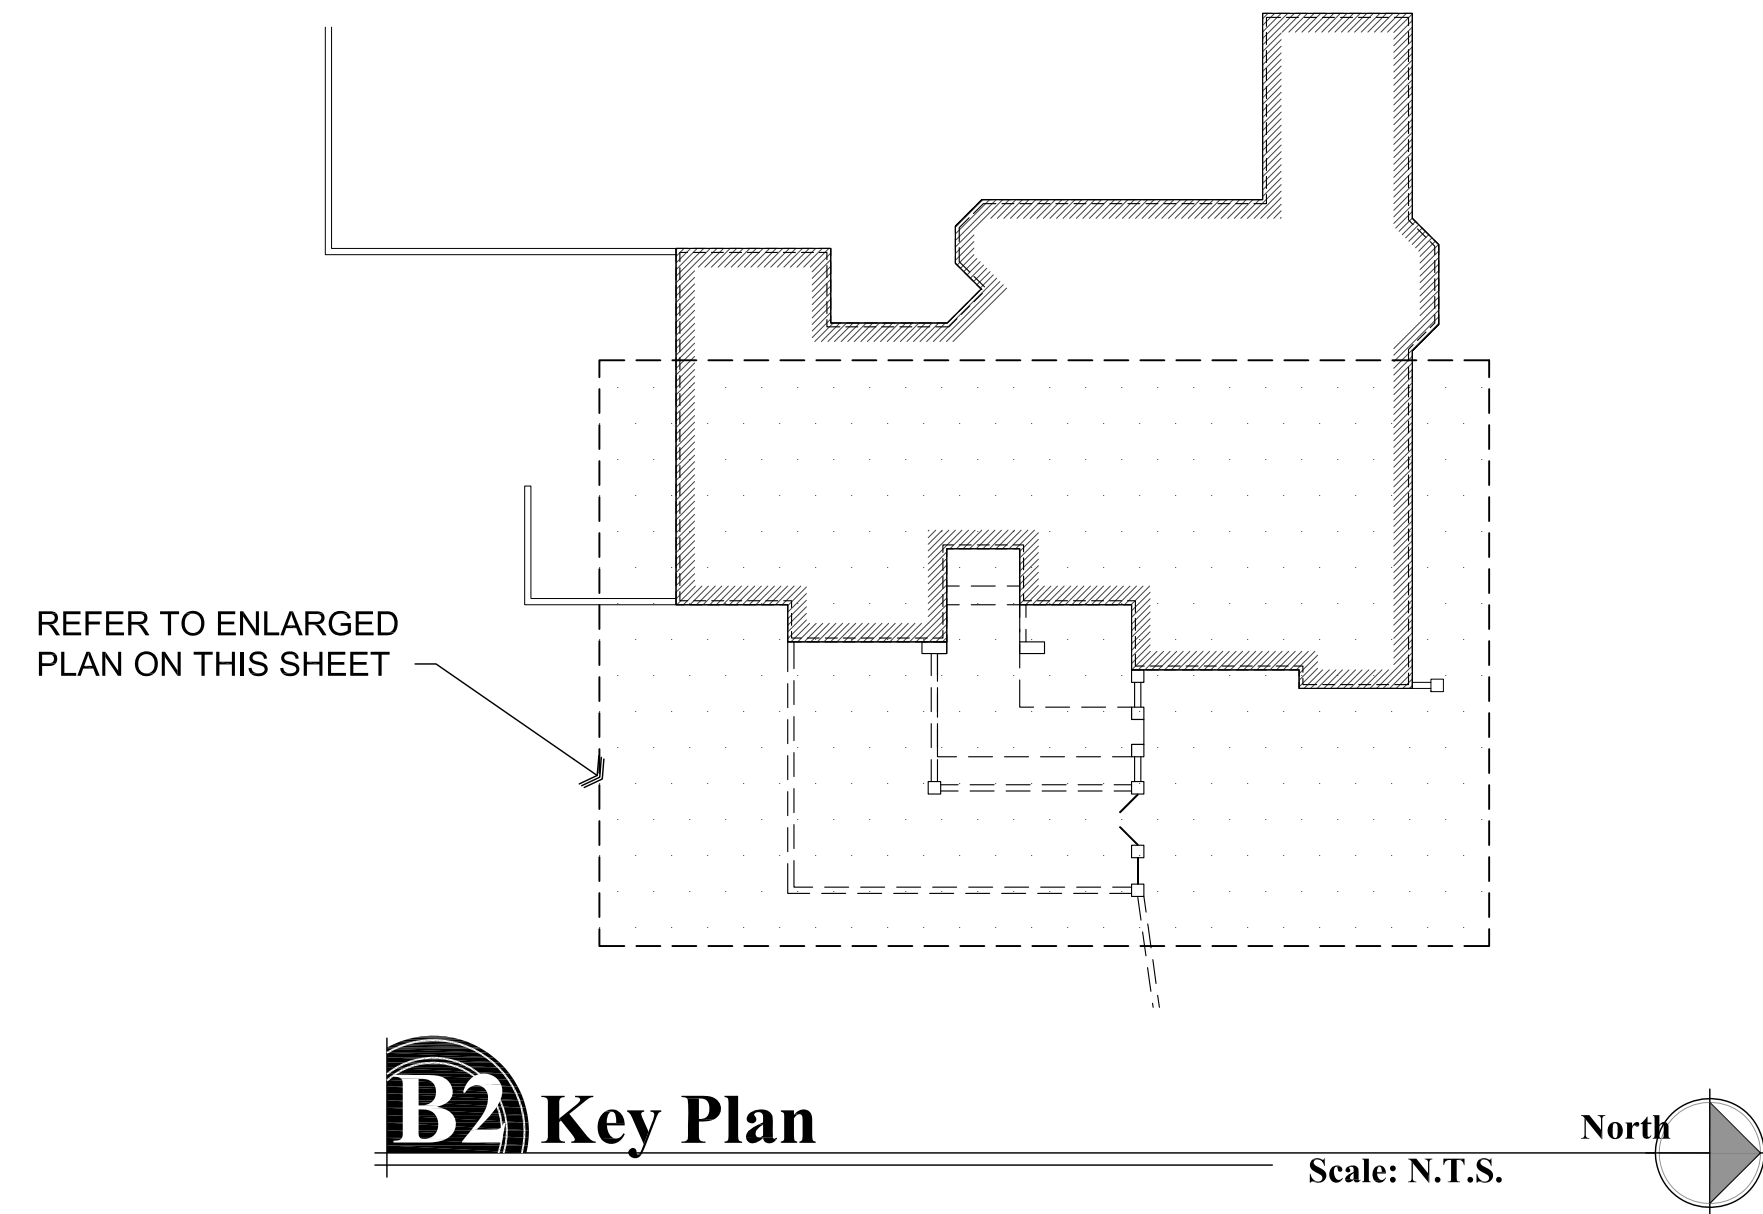 REFER TO ENLARGED
PLAN ON THIS SHEET
B2 Key Plan
North
Scale: N.T.S.